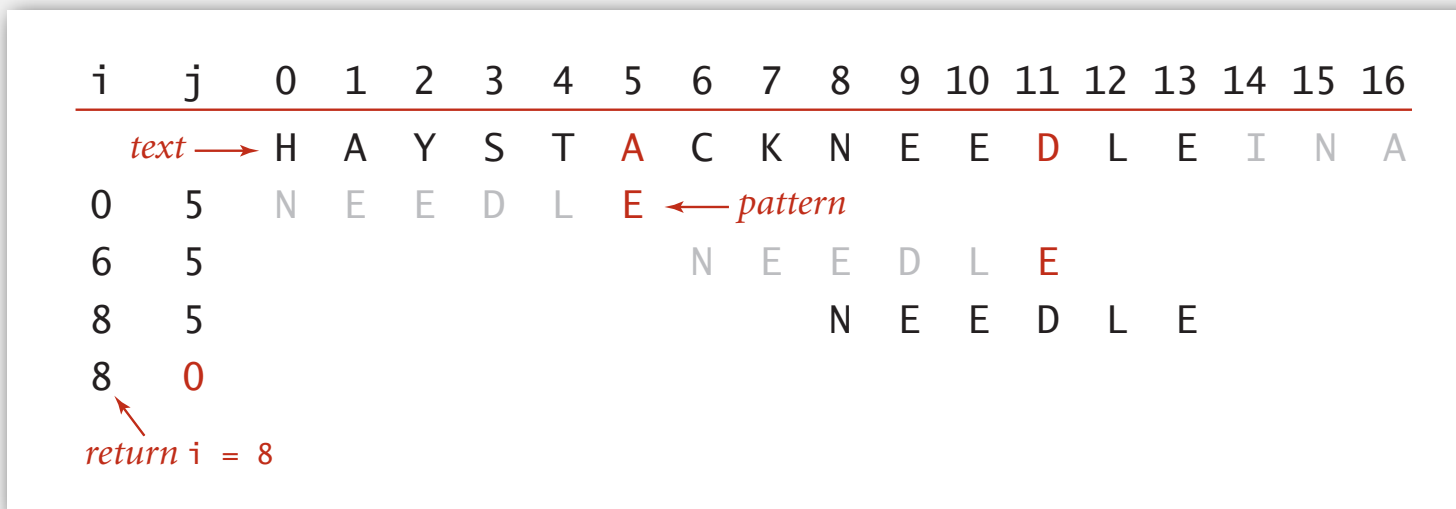 i j 0 1 2 3 4 5 6 7 8 9 10 11 12 13 14 15 16
text H A Y S T A C K N E E D L E I N A
0 5 N E E D L E pattern
6 5 N E E D L E
8 5 N E E D L E
8 0
return i = 8